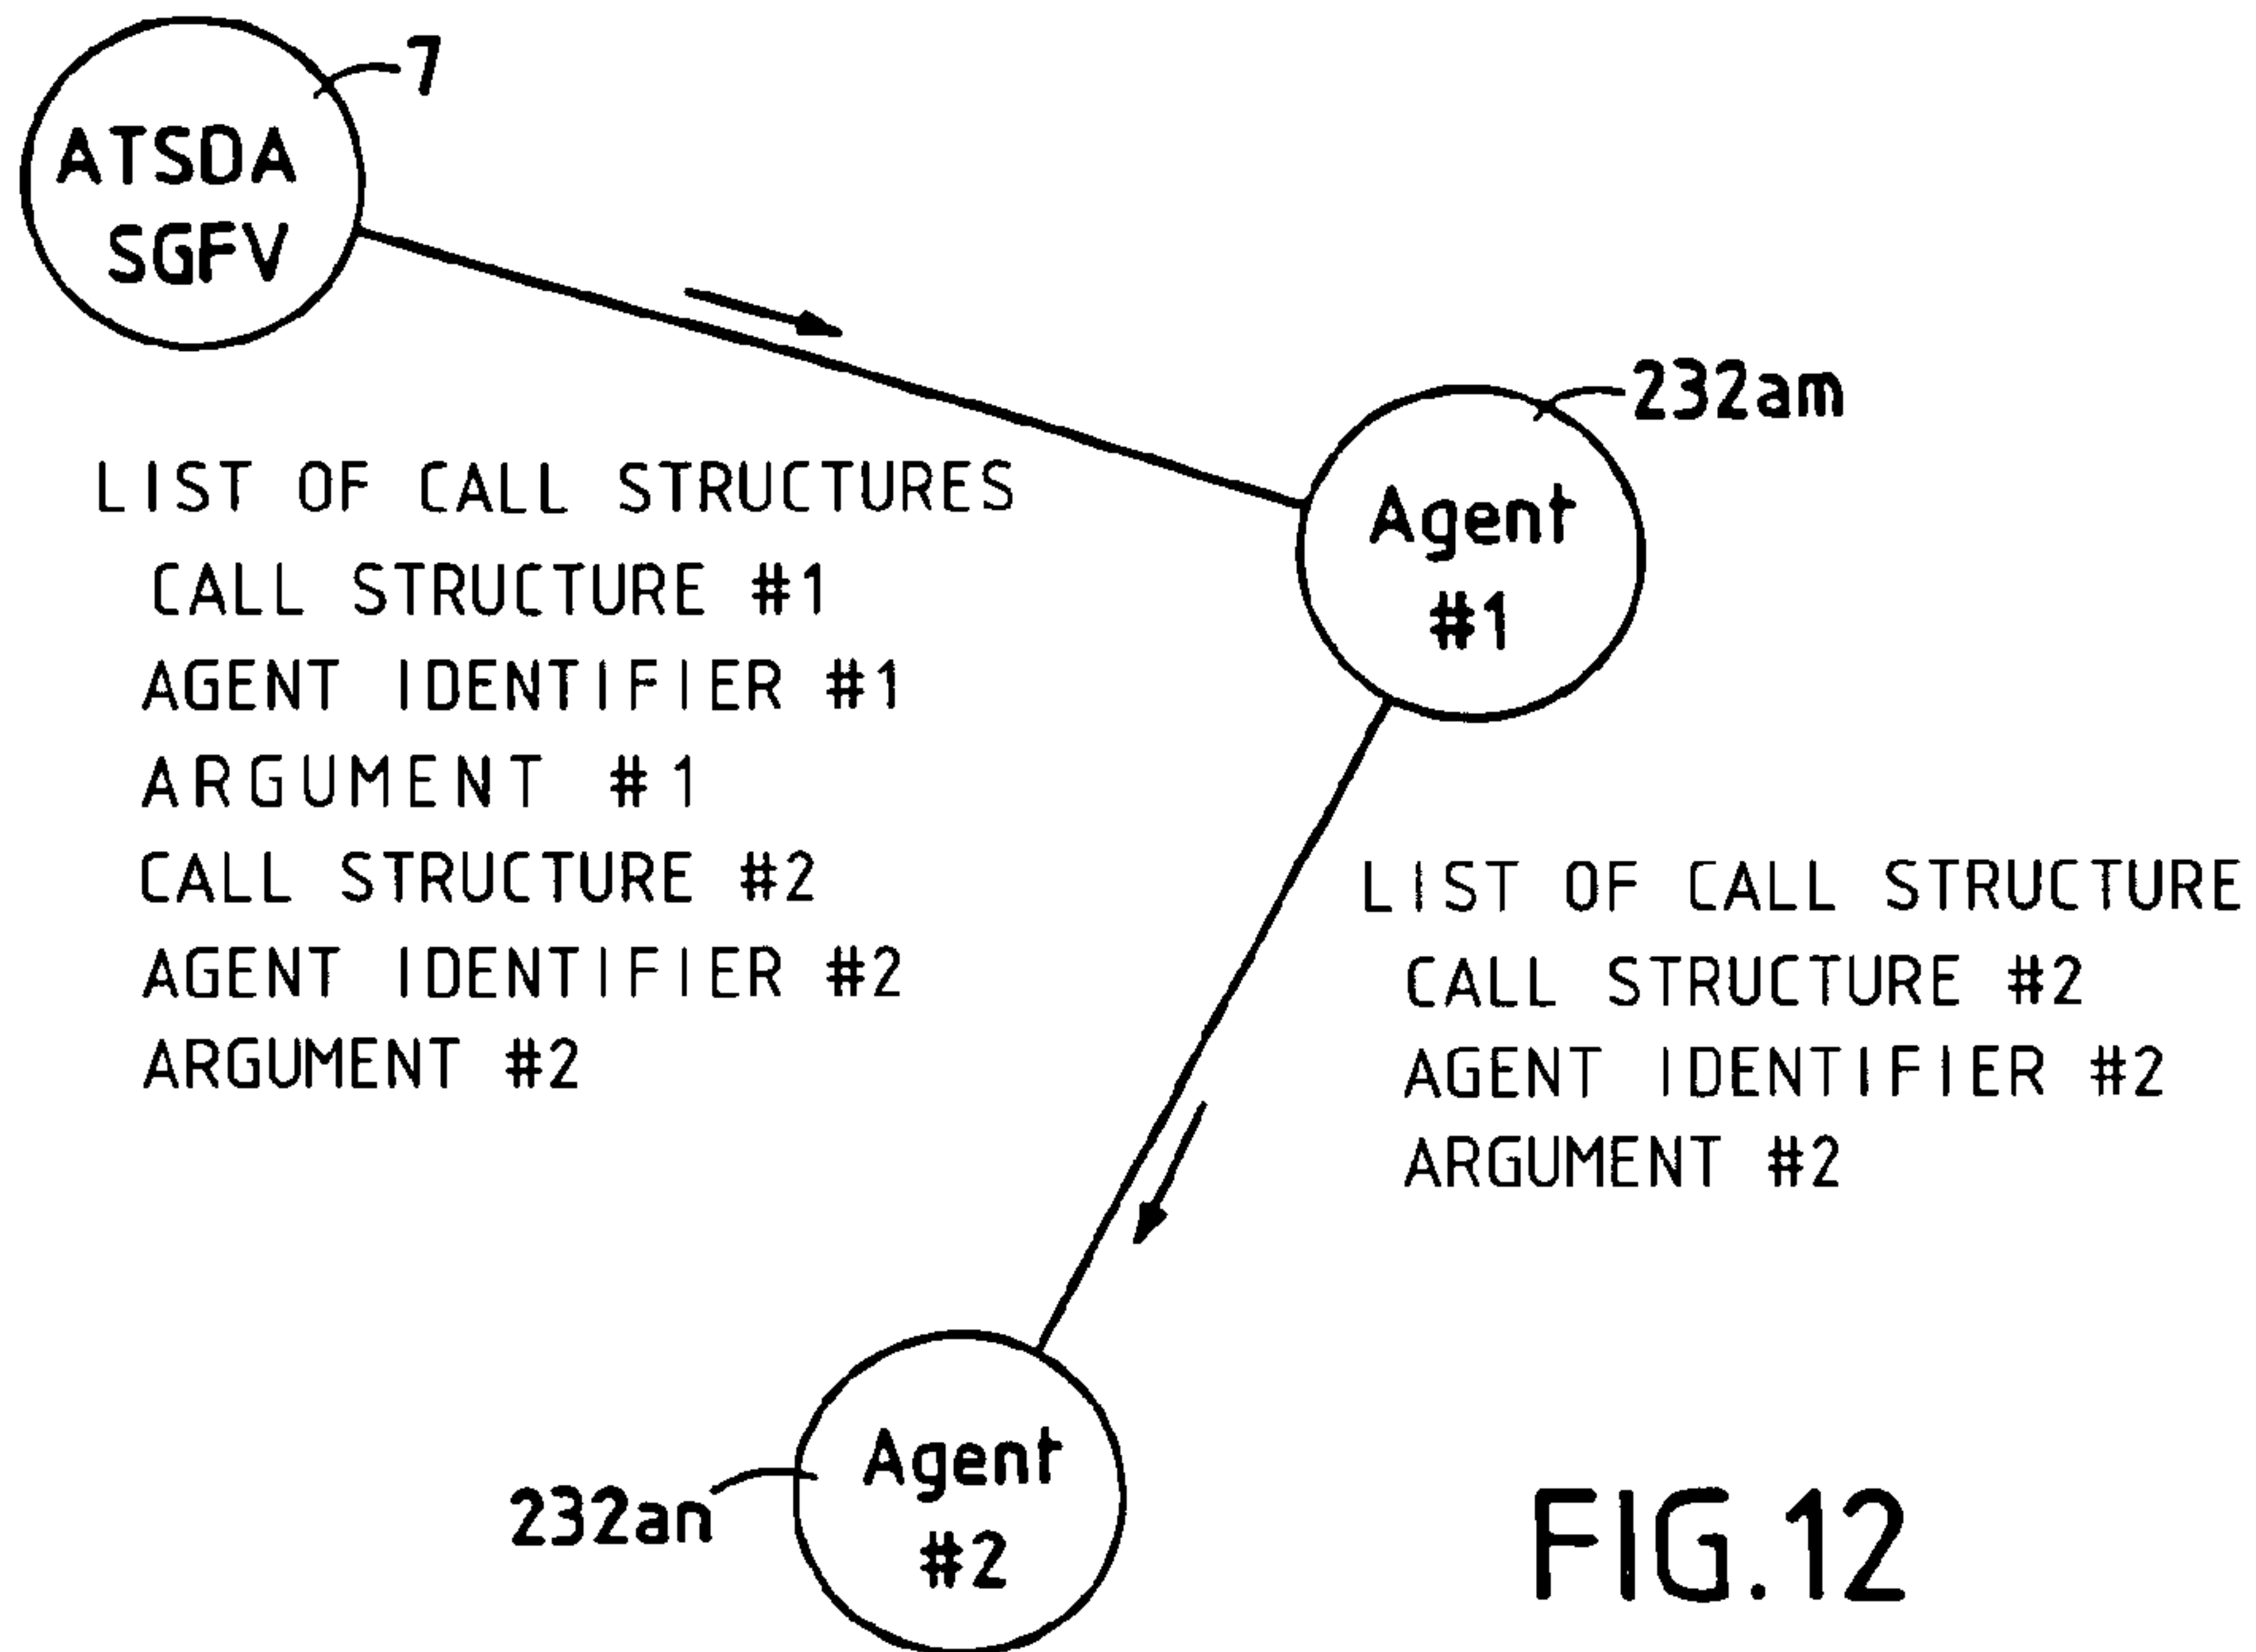 7
ATSDA
SGFV
232am
Agent
#1
LIST OF CALL STRUCTURES
CALL STRUCTURE #1
AGENT IDENTIFIER #1
ARGUMENT #1
CALL STRUCTURE #2
AGENT IDENTIFIER #2
ARGUMENT #2
LIST OF CALL STRUCTURE
CALL STRUCTURE #2
AGENT IDENTIFIER #2
ARGUMENT #2
232an
Agent
#2
FIG.12